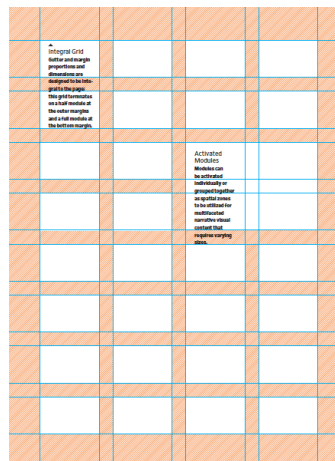 Integral Grid
Gutter and margin
proportions and
dimensions are
designed to be inte-
gral to the page:
this grid terminates
on a half module at
the outer margins
and a full module at
the bottom margin.
Activated
Modules
Modules can
be activated
individually or
grouped together
as spatial zones
to be utilized for
multifaceted
narrative visual
content that
requires varying
sizes.